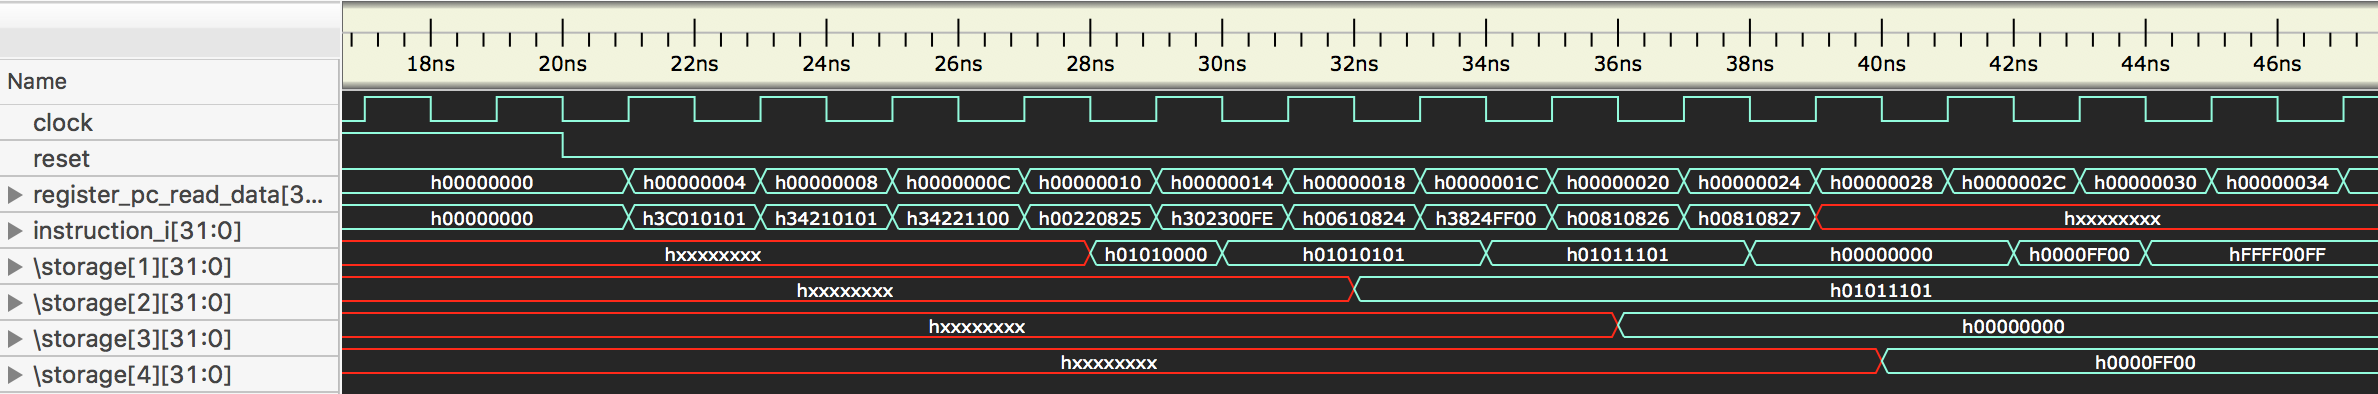 18ns 20ns 22ns 24ns 26ns 28ns 30ns 32ns 34ns 36ns 38ns 40ns 42ns 44ns 46ns
Name
clock
reset
register_pc_read_data[3... h00000000 h00000004 h00000008 h0000000C h00000010 h00000014 h00000018 h0000001C h00000020 h00000024 h00000028 h0000002C h00000030 h00000034
instruction_i[31:0] h00000000 h3C010101 h34210101 h34221100 h00220825 h302300FE h00610824 h3824FF00 h00810826 h00810827 hxxxxxxxx
\storage[1][31:0] hxxxxxxxx h01010000 h01010101 h01011101 h00000000 h0000FF00 hFFFF00FF
\storage[2][31:0] hxxxxxxxx h01011101
\storage[3][31:0] hxxxxxxxx h00000000
\storage[4][31:0] hxxxxxxxx h0000FF00